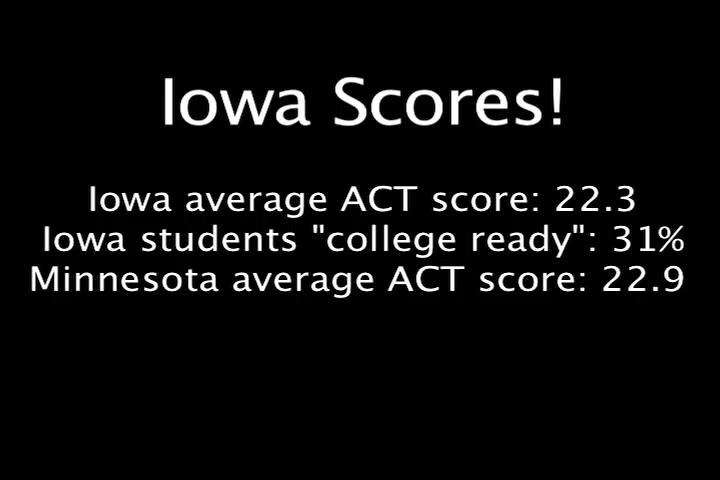 Iowa Scores!
Iowa average ACT score: 22.3
Iowa students "college ready": 31%
Minnesota average ACT score: 22.9